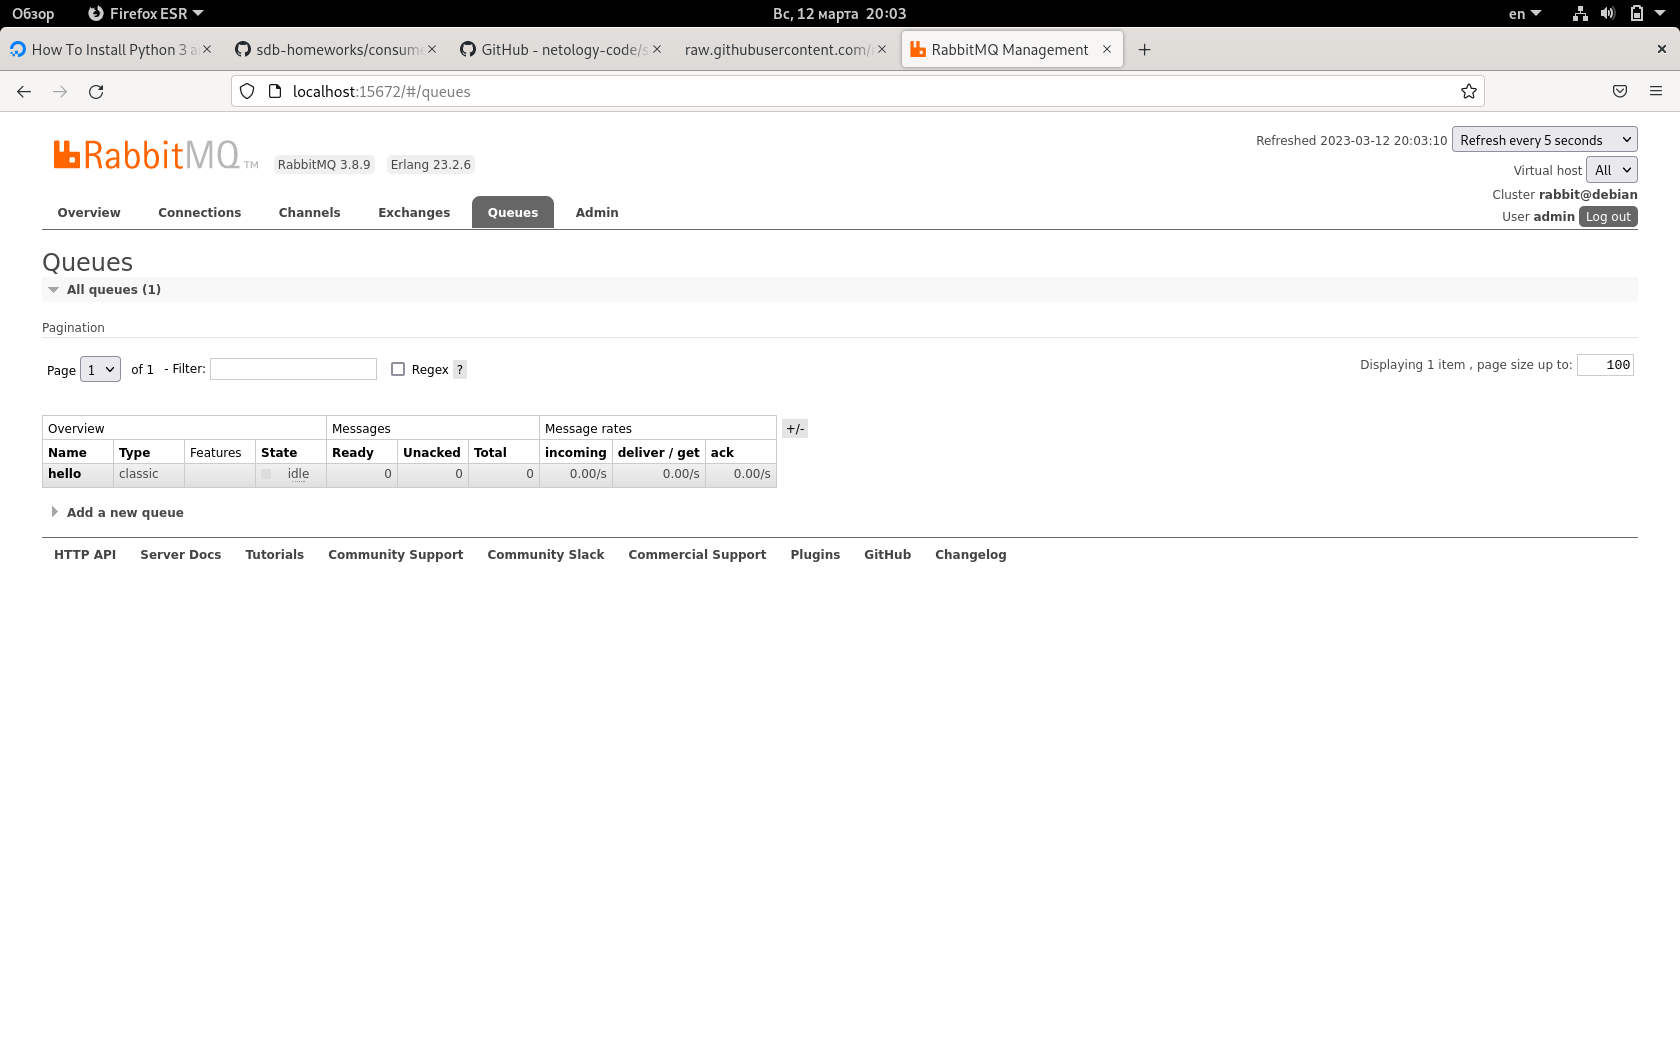 Обзор Firefox ESR Вс, 12 марта 20:03 en
How To Install Python 3 a sdb-homeworks/consume GitHub - netology-code/s raw.githubusercontent.com/ RabbitMQ Management
localhost:15672/#/queues
RabbitMQ TM RabbitMQ 3.8.9 Erlang 23.2.6
Refreshed 2023-03-12 20:03:10 Refresh every 5 seconds
Virtual host All
Cluster rabbit@debian
User admin Log out
Overview Connections Channels Exchanges Queues Admin
Queues
All queues (1)
Pagination
Page 1 of 1 - Filter: Regex ? Displaying 1 item , page size up to: 100
Overview Messages Message rates +/-
Name Type Features State Ready Unacked Total incoming deliver / get ack
hello classic idle 0 0 0 0.00/s 0.00/s 0.00/s
Add a new queue
HTTP API Server Docs Tutorials Community Support Community Slack Commercial Support Plugins GitHub Changelog